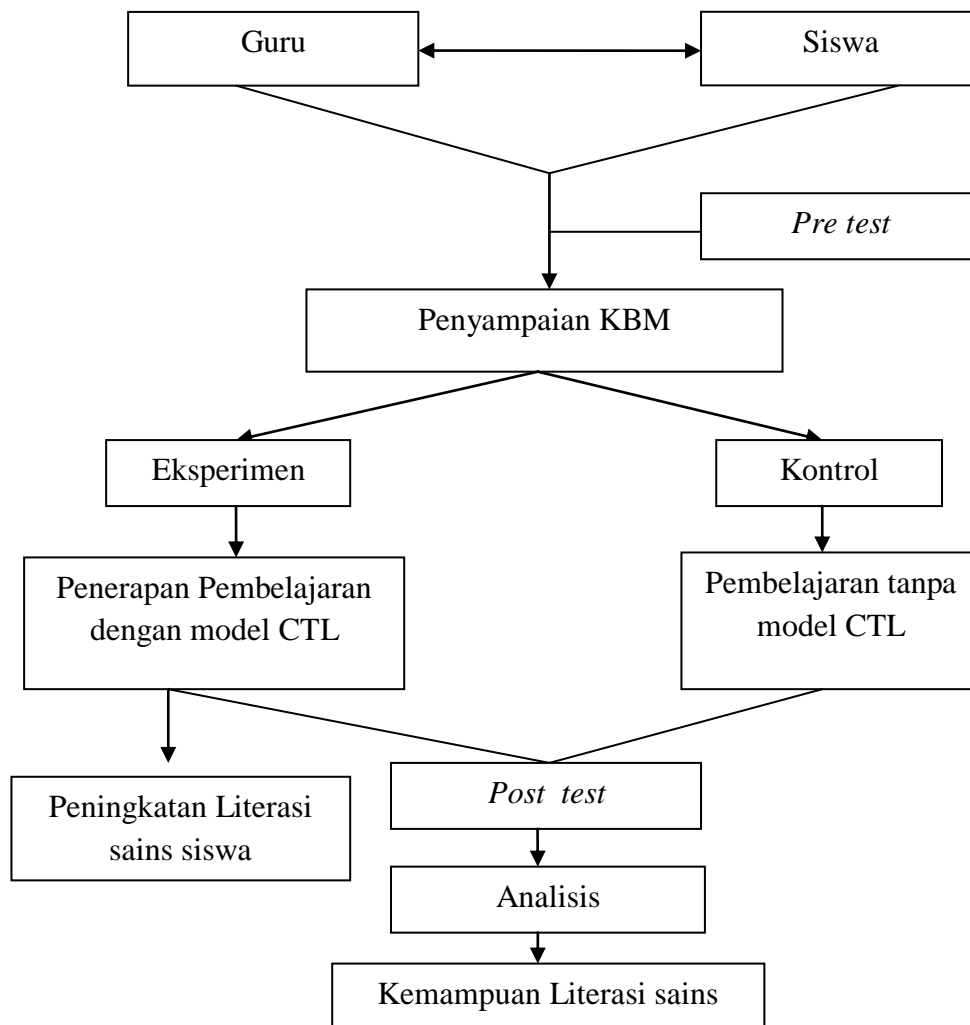 Guru
Siswa
Pre test
Penyampaian KBM
Eksperimen
Kontrol
Penerapan Pembelajaran
dengan model CTL
Pembelajaran tanpa
model CTL
Peningkatan Literasi
sains siswa
Post test
Analisis
Kemampuan Literasi sains